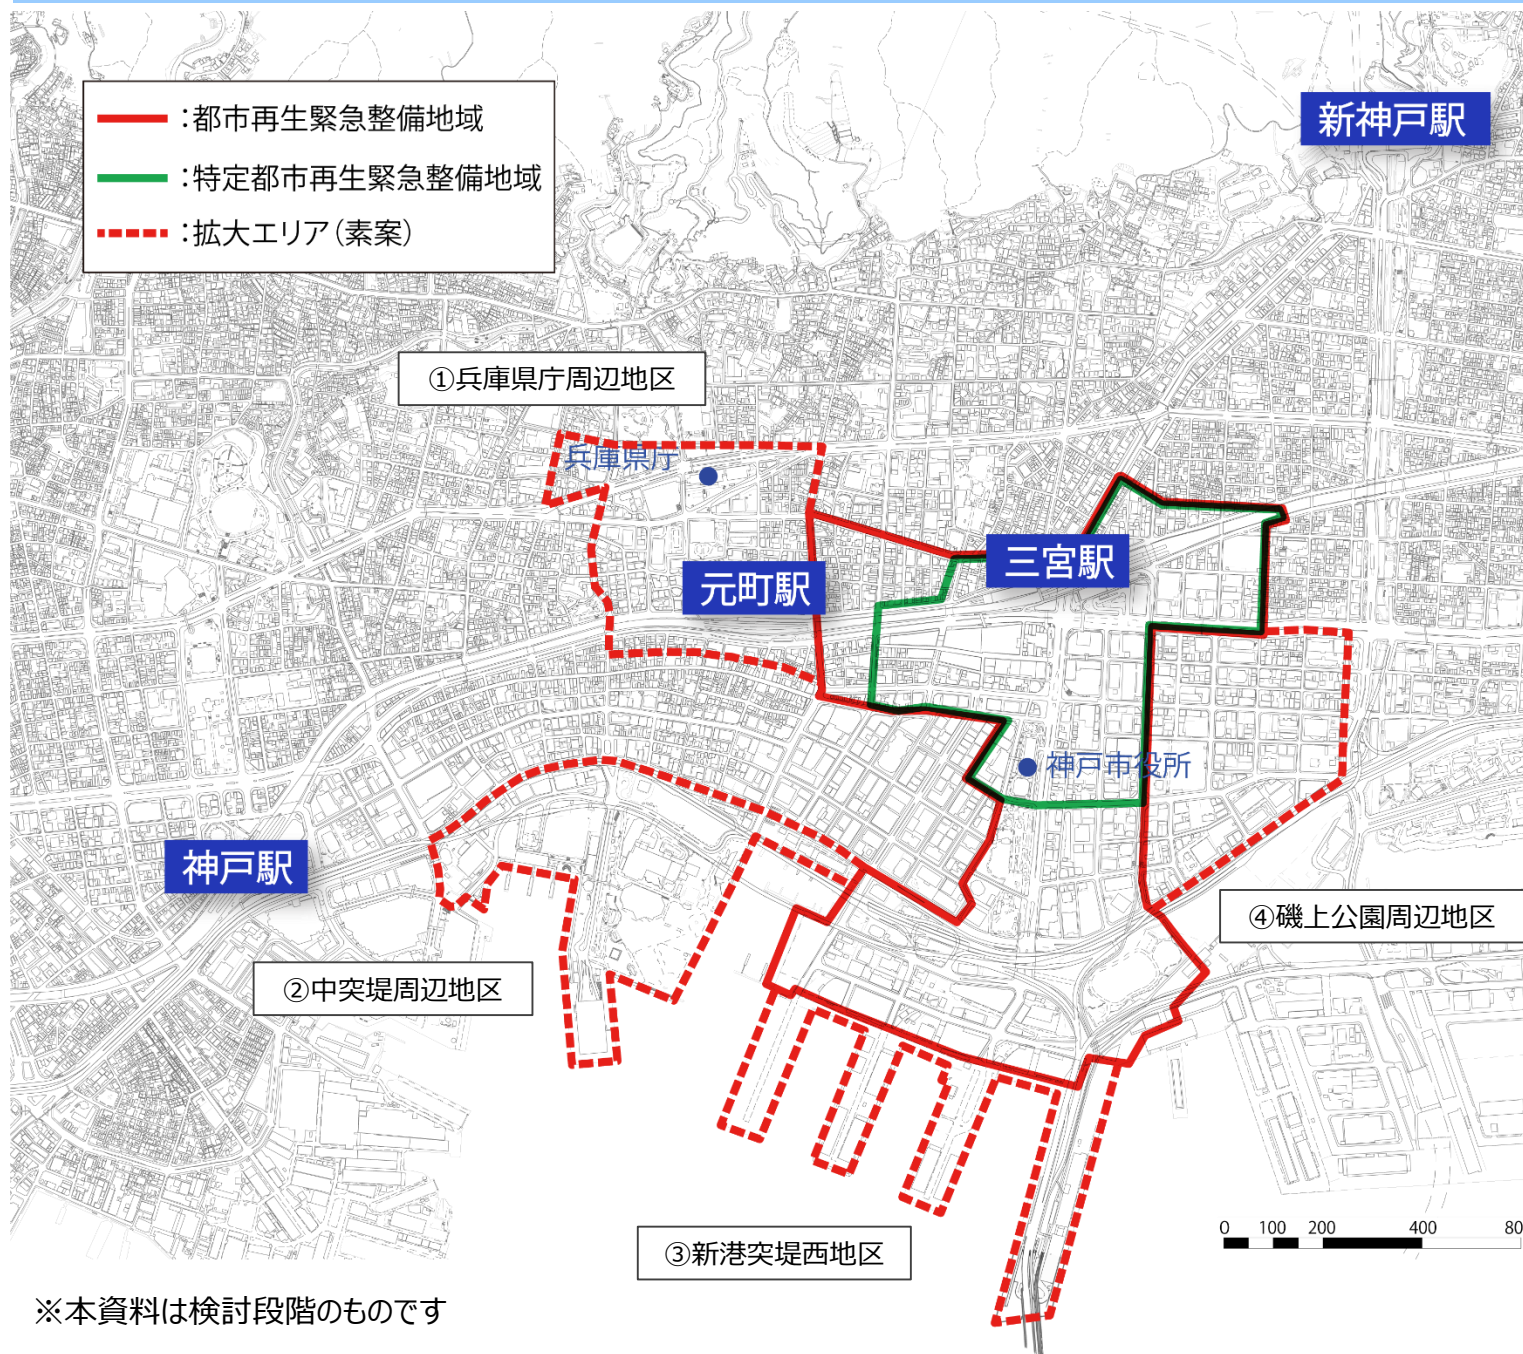 :都市再生緊急整備地域
:特定都市再生緊急整備地域
:拡大エリア(素案)
新神戸駅
①兵庫県庁周辺地区
兵庫県庁
三宮駅
元町駅
神戸市役所
神戸駅
④磯上公園周辺地区
②中突堤周辺地区
③新港突堤西地区
0 100 200 400 80
※本資料は検討段階のものです